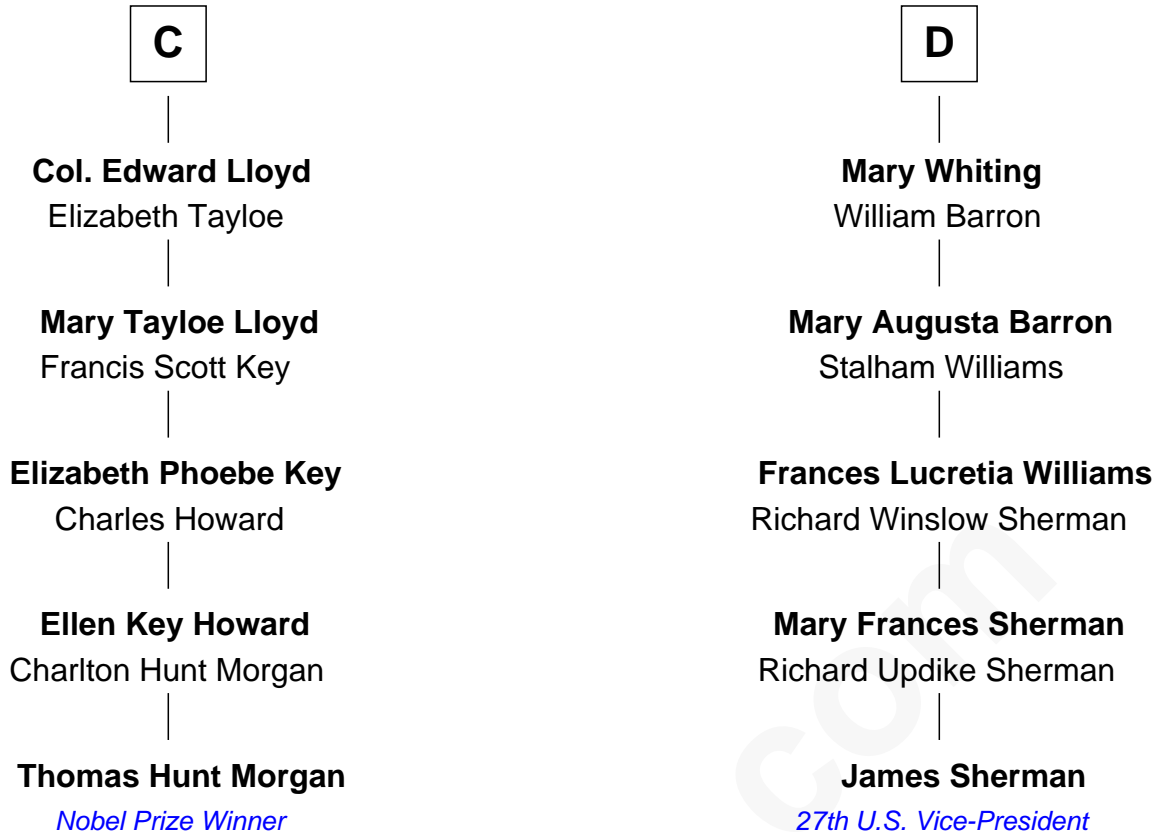 C
Col. Edward Lloyd
Elizabeth Tayloe
Mary Tayloe Lloyd
Francis Scott Key
Elizabeth Phoebe Key
Charles Howard
Ellen Key Howard
Charlton Hunt Morgan
Thomas Hunt Morgan
Nobel Prize Winner
D
Mary Whiting
William Barron
Mary Augusta Barron
Stalham Williams
Frances Lucretia Williams
Richard Winslow Sherman
Mary Frances Sherman
Richard Updike Sherman
James Sherman
27th U.S. Vice-President
com